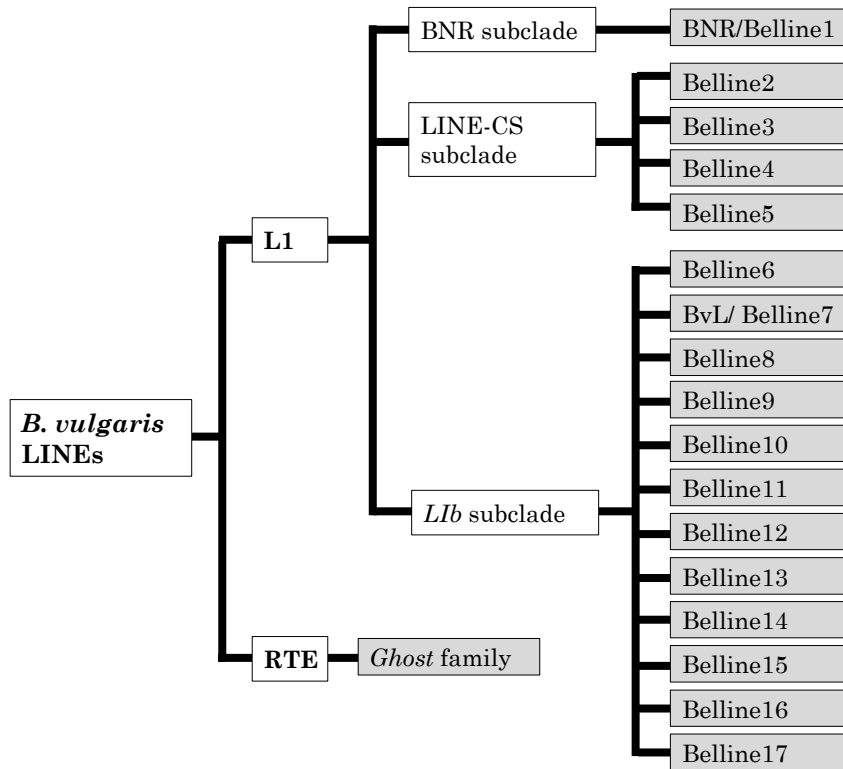 BNR subclade
BNR/Belline1
Belline2
LINE-CS
subclade
Belline3
Belline4
Belline5
L1
Belline6
BvL/ Belline7
Belline8
B. vulgaris
LINEs
Belline9
Belline10
Belline11
LIb subclade
Belline12
Belline13
Belline14
RTE
Ghost family
Belline15
Belline16
Belline17